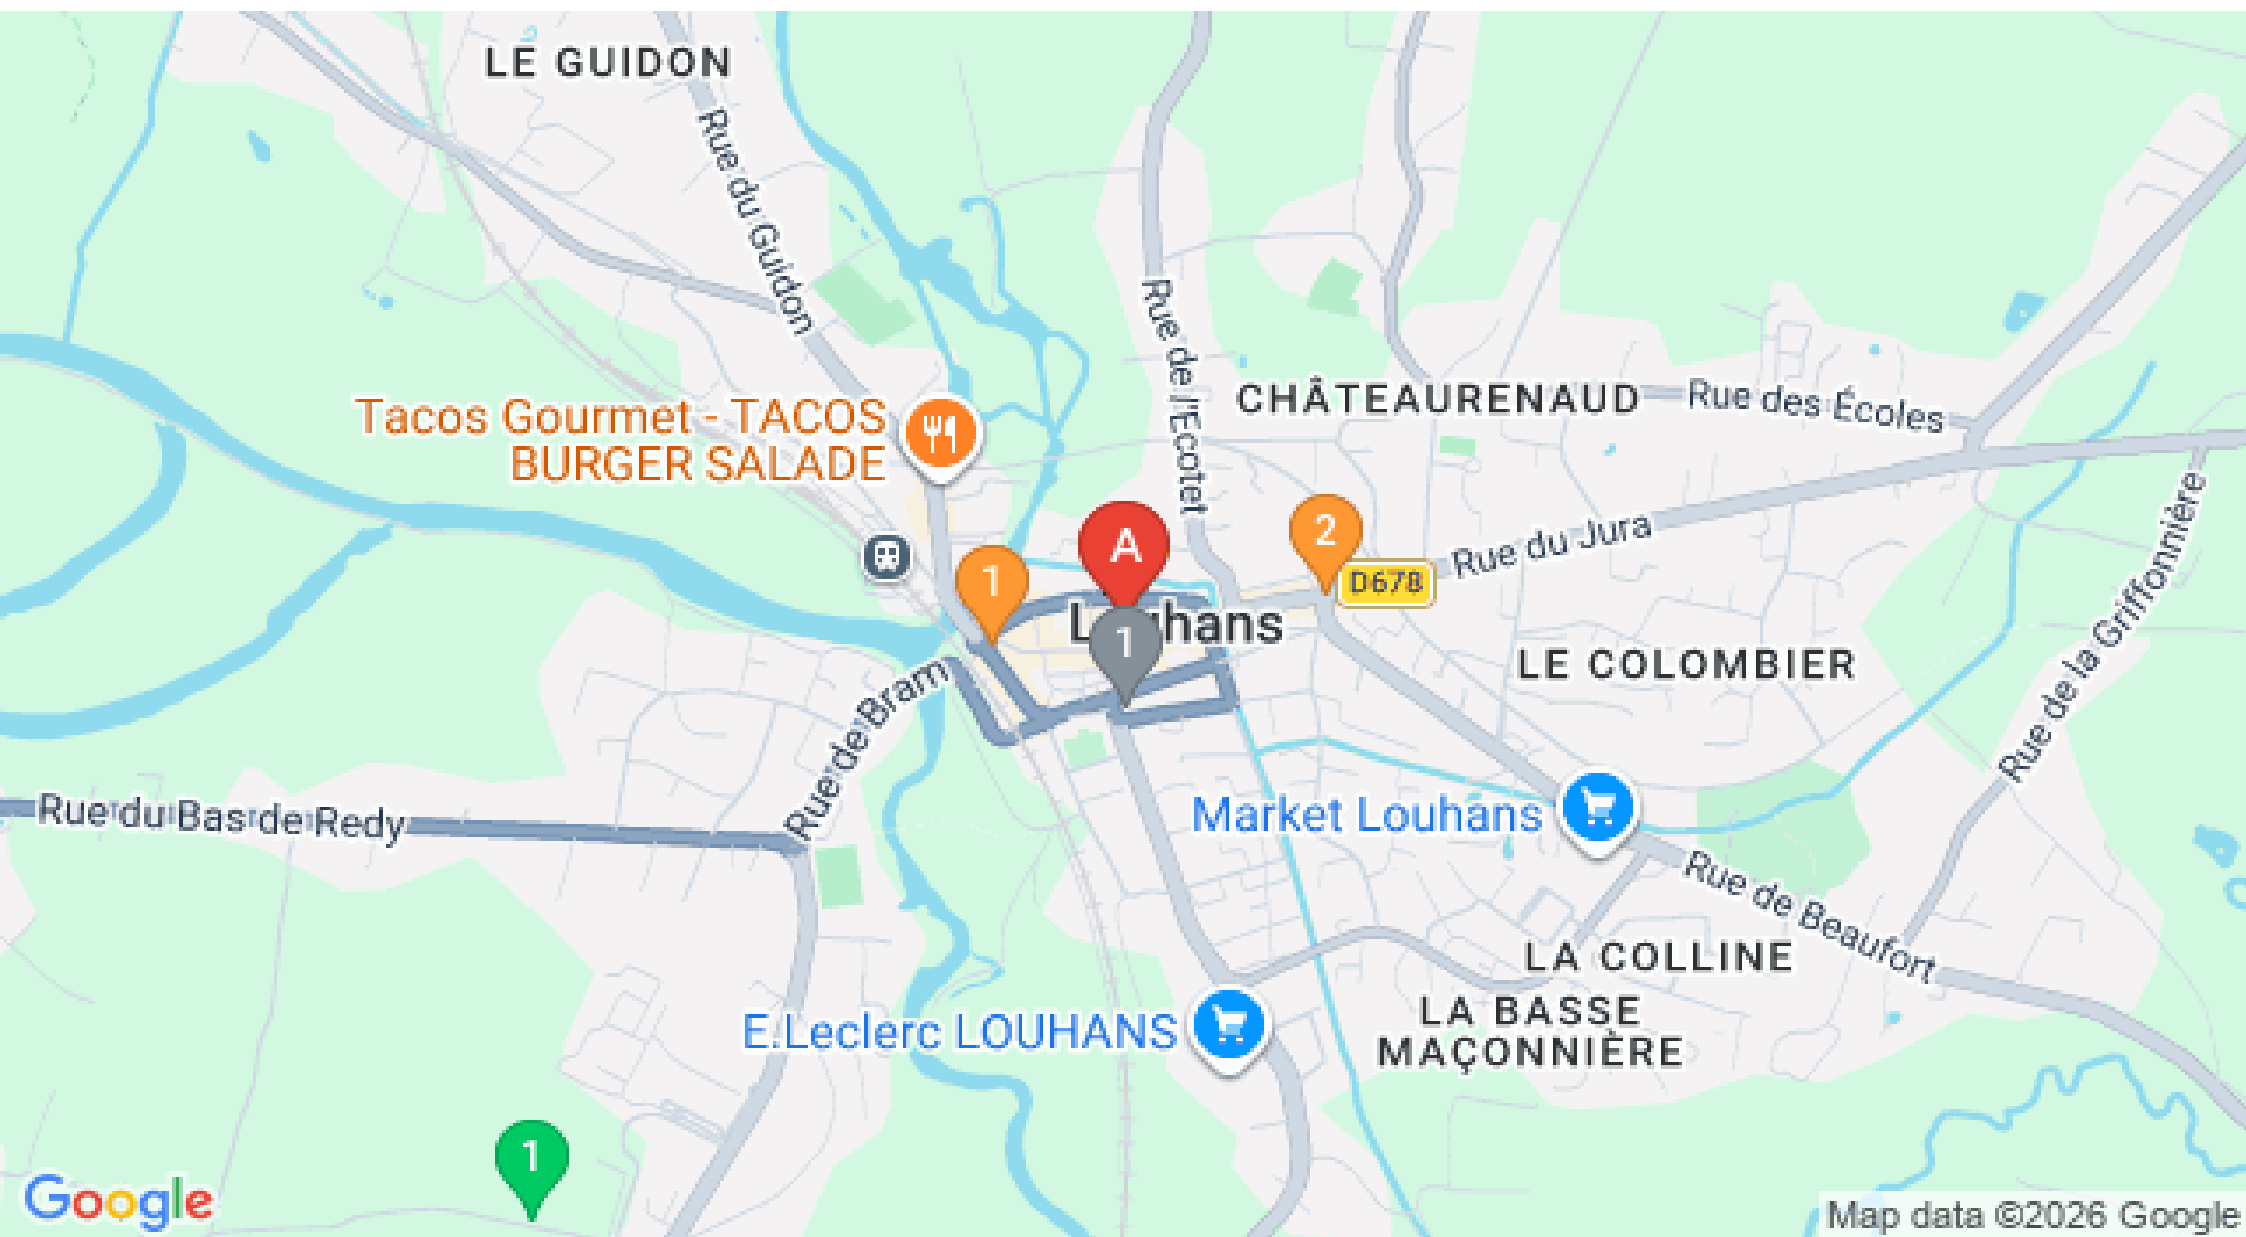 LE GUIDON
Rue du Guidon
Rue de l'Ecotet
CHÂTEAURENAUD
Rue des Écoles
Tacos Gourmet - TACOS
BURGER SALADE
A
2
1
D678
Rue du Jura
Rue de la Griffonnière
Louhans
1
LE COLOMBIER
Rue de Bram
Rue du Bas de Redy
Market Louhans
Rue de Beaufort
LA COLLINE
E.Leclerc LOUHANS
LA BASSE
MAÇONNIÈRE
1
Google
Map data ©2026 Google